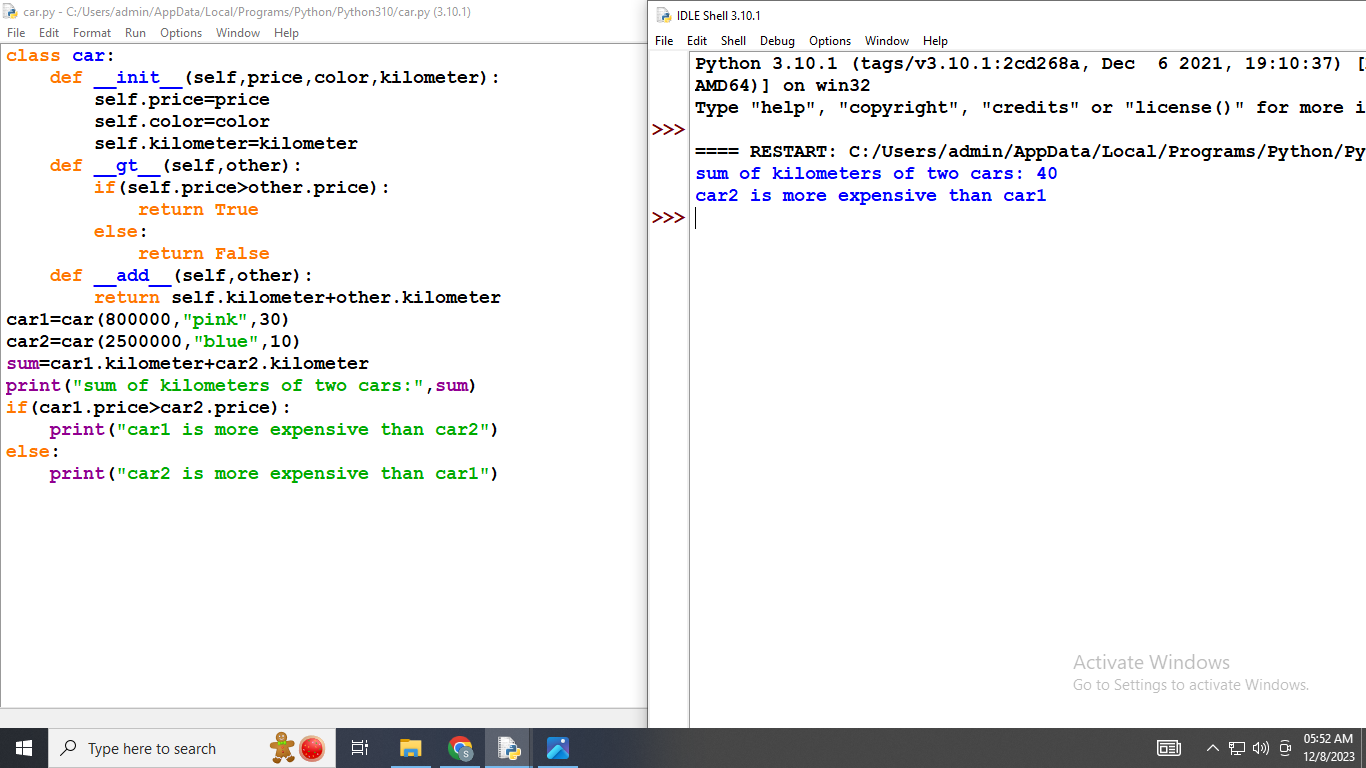 car.py - C:/Users/admin/AppData/Local/Programs/Python/Python310/car.py (3.10.1)
File Edit Format Run Options Window Help
class car:
    def __init__(self,price,color,kilometer):
        self.price=price
        self.color=color
        self.kilometer=kilometer
    def __gt__(self,other):
        if(self.price>other.price):
            return True
        else:
            return False
    def __add__(self,other):
        return self.kilometer+other.kilometer
car1=car(800000,"pink",30)
car2=car(2500000,"blue",10)
sum=car1.kilometer+car2.kilometer
print("sum of kilometers of two cars:",sum)
if(car1.price>car2.price):
    print("car1 is more expensive than car2")
else:
    print("car2 is more expensive than car1")
IDLE Shell 3.10.1
File Edit Shell Debug Options Window Help
Python 3.10.1 (tags/v3.10.1:2cd268a, Dec  6 2021, 19:10:37) [
AMD64)] on win32
Type "help", "copyright", "credits" or "license()" for more i
>>>
==== RESTART: C:/Users/admin/AppData/Local/Programs/Python/Py
sum of kilometers of two cars: 40
car2 is more expensive than car1
>>>
Activate Windows
Go to Settings to activate Windows.
Type here to search
S
05:52 AM
12/8/2023